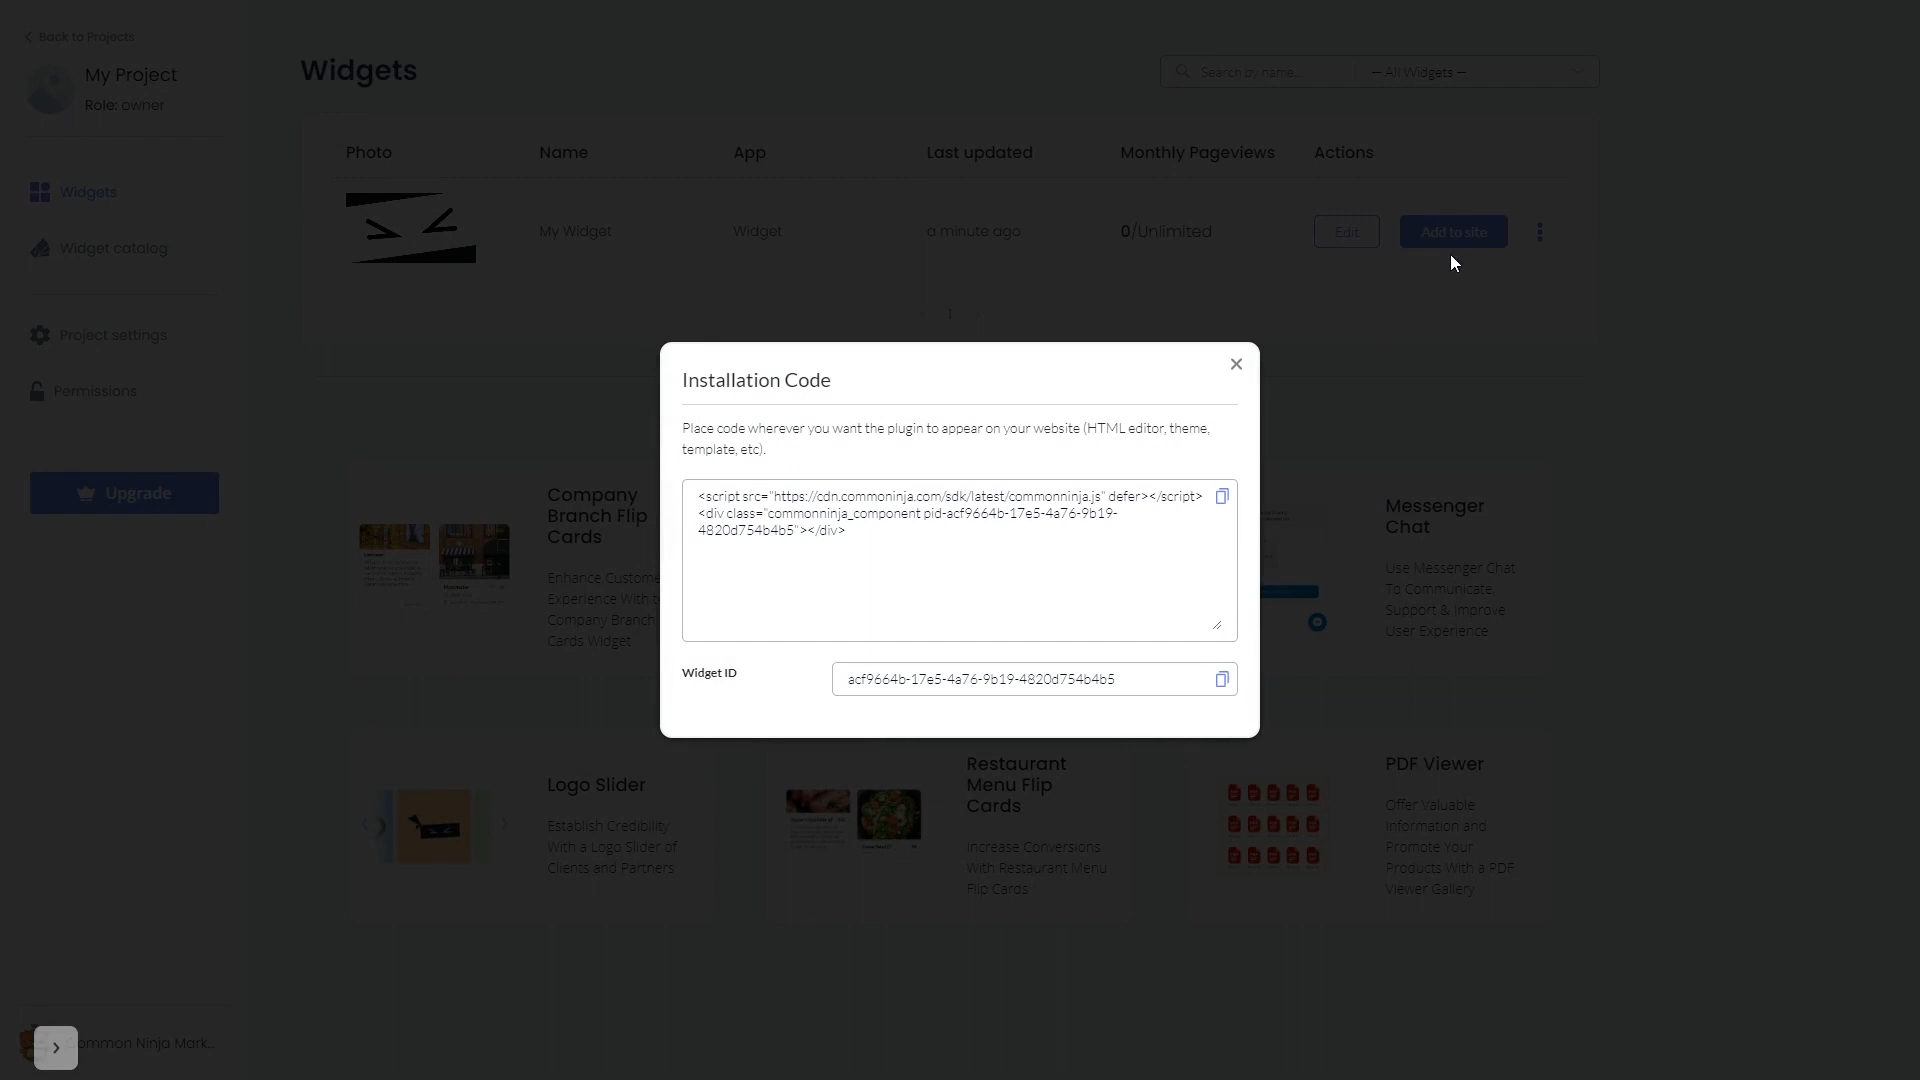 Back to Projects
My Project
Role: owner
Widgets
Widget catalog
Project settings
Permissions
Upgrade
Common Ninja Mark...
Widgets
Search by name...
— All Widgets —
Photo
Name
App
Last updated
Monthly Pageviews
Actions
My Widget
Widget
a minute ago
0/Unlimited
Edit
Add to site
1
Installation Code
Place code wherever you want the plugin to appear on your website (HTML editor, theme,
template, etc).
<script src="https://cdn.commoninja.com/sdk/latest/commonninja.js" defer></script>
<div class="commonninja_component pid-acf9664b-17e5-4a76-9b19-
4820d754b4b5"></div>
Widget ID
acf9664b-17e5-4a76-9b19-4820d754b4b5
Company
Branch Flip
Cards
Enhance Custome
Experience With
Company Branch
Cards Widget
Messenger
Chat
Use Messenger Chat
To Communicate,
Support & Improve
User Experience
Logo Slider
Establish Credibility
With a Logo Slider of
Clients and Partners
Restaurant
Menu Flip
Cards
Increase Conversions
With Restaurant Menu
Flip Cards
PDF Viewer
Offer Valuable
Information and
Promote Your
Products With a PDF
Viewer Gallery